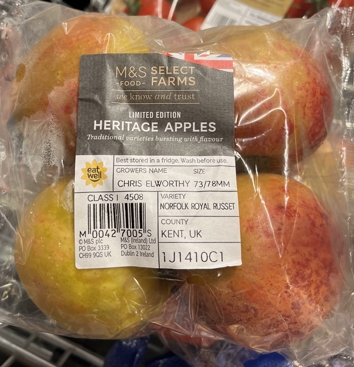 M&S SELECT
FOOD FARMS
we know and trust
LIMITED EDITION
HERITAGE APPLES
Traditional varieties bursting with flavour
eat well
Best stored in a fridge. Wash before use.
GROWERS NAME SIZE
CHRIS ELWORTHY 73/78MM
CLASS I 4508
VARIETY
NORFOLK ROYAL RUSSET
COUNTY
KENT, UK
M 0042 7005 S
© M&S plc
PO Box 3339
CH99 9QS UK
M&S (Ireland) Ltd
PO Box 13022
Dublin 2 Ireland
1J1410C1